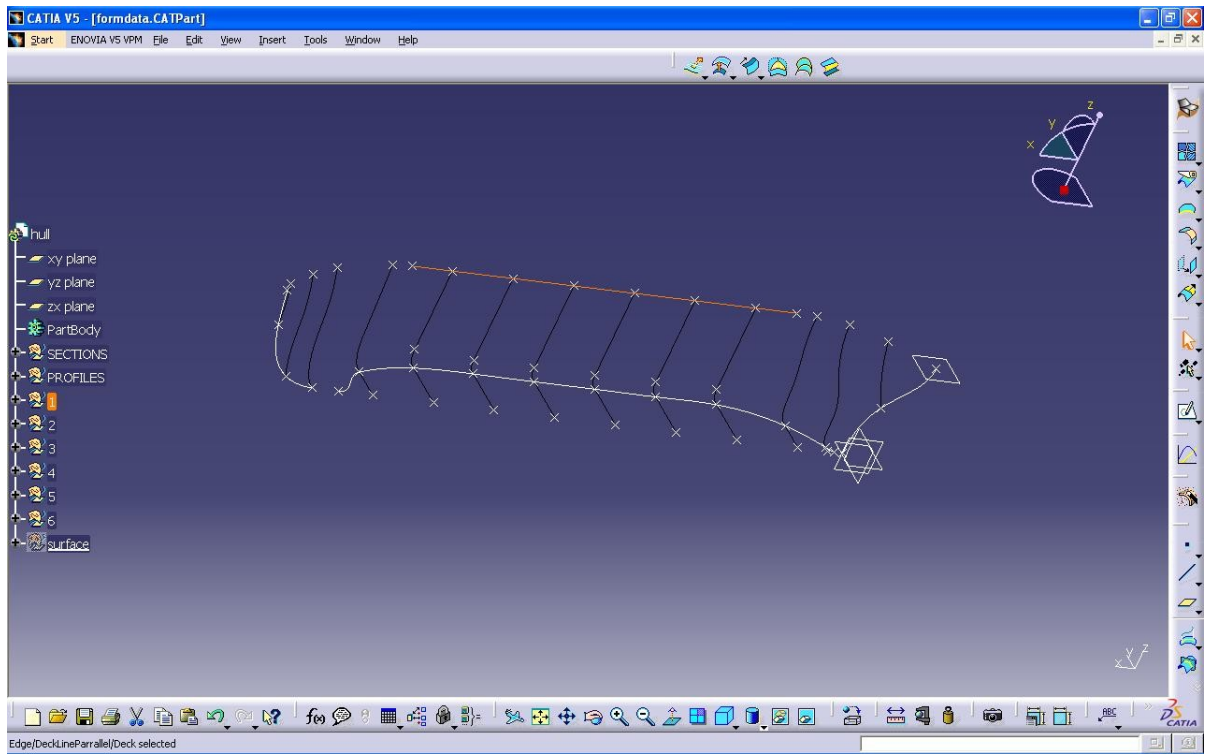 CATIA V5 - [formdata.CATPart]
Start ENOVIA V5 VPM File Edit View Insert Tools Window Help
z
y
x
hull
xy plane
yz plane
zx plane
PartBody
SECTIONS
PROFILES
1
2
3
4
5
6
surface
y z
x
f(x)
ABC
CATIA
Edge/DeckLineParrallel/Deck selected